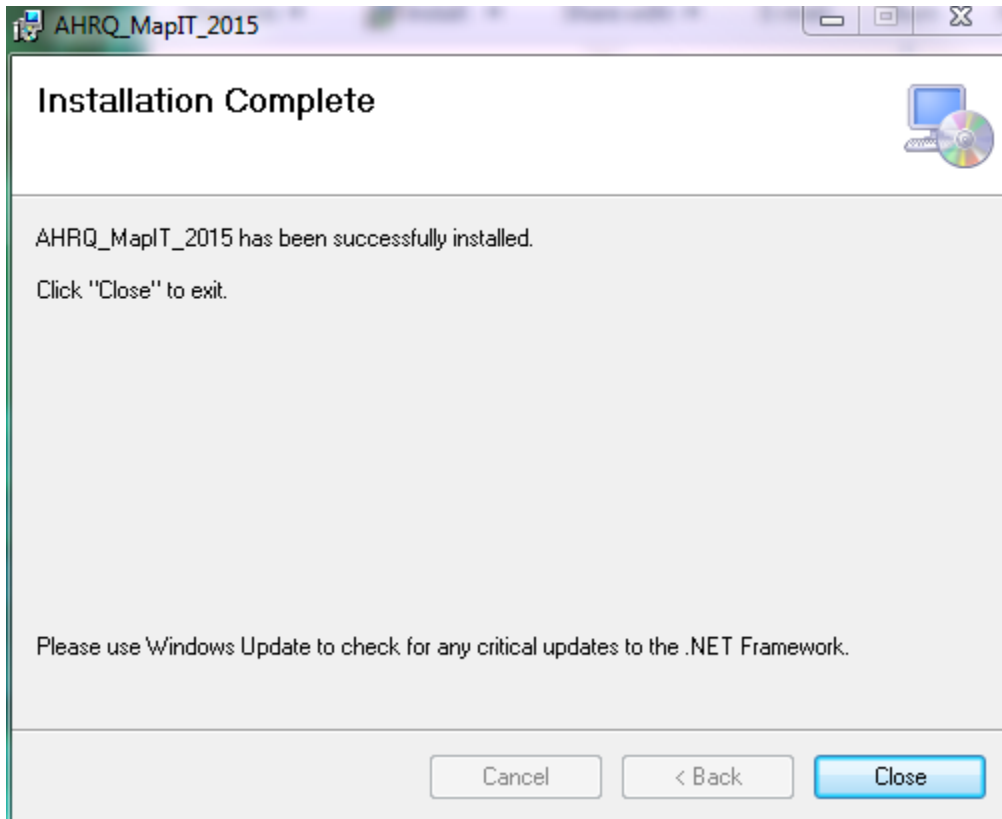 AHRQ_MapIT_2015
Installation Complete
AHRQ_MapIT_2015 has been successfully installed.
Click "Close" to exit.
Please use Windows Update to check for any critical updates to the .NET Framework.
Cancel
< Back
Close